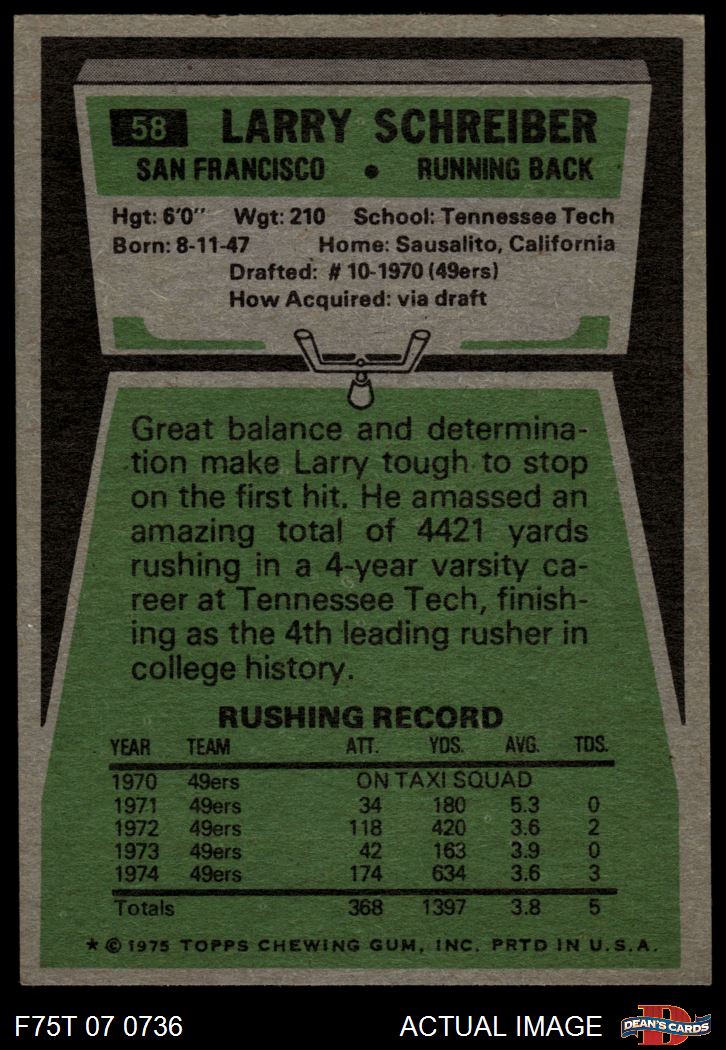 58 LARRY SCHREIBER
SAN FRANCISCO • RUNNING BACK
Hgt: 6'0" Wgt: 210 School: Tennessee Tech
Born: 8-11-47 Home: Sausalito, California
Drafted: #10-1970 (49ers)
How Acquired: via draft
Great balance and determina-
tion make Larry tough to stop
on the first hit. He amassed an
amazing total of 4421 yards
rushing in a 4-year varsity ca-
reer at Tennessee Tech, finish-
ing as the 4th leading rusher in
college history.
RUSHING RECORD
YEAR TEAM ATT. YDS. AVG. TDS.
1970 49ers ON TAXI SQUAD
1971 49ers 34 180 5.3 0
1972 49ers 118 420 3.6 2
1973 49ers 42 163 3.9 0
1974 49ers 174 634 3.6 3
Totals 368 1397 3.8 5
★ © 1975 TOPPS CHEWING GUM, INC. PRTD IN U.S.A.
F75T 07 0736 ACTUAL IMAGE D DEAN'S CARDS